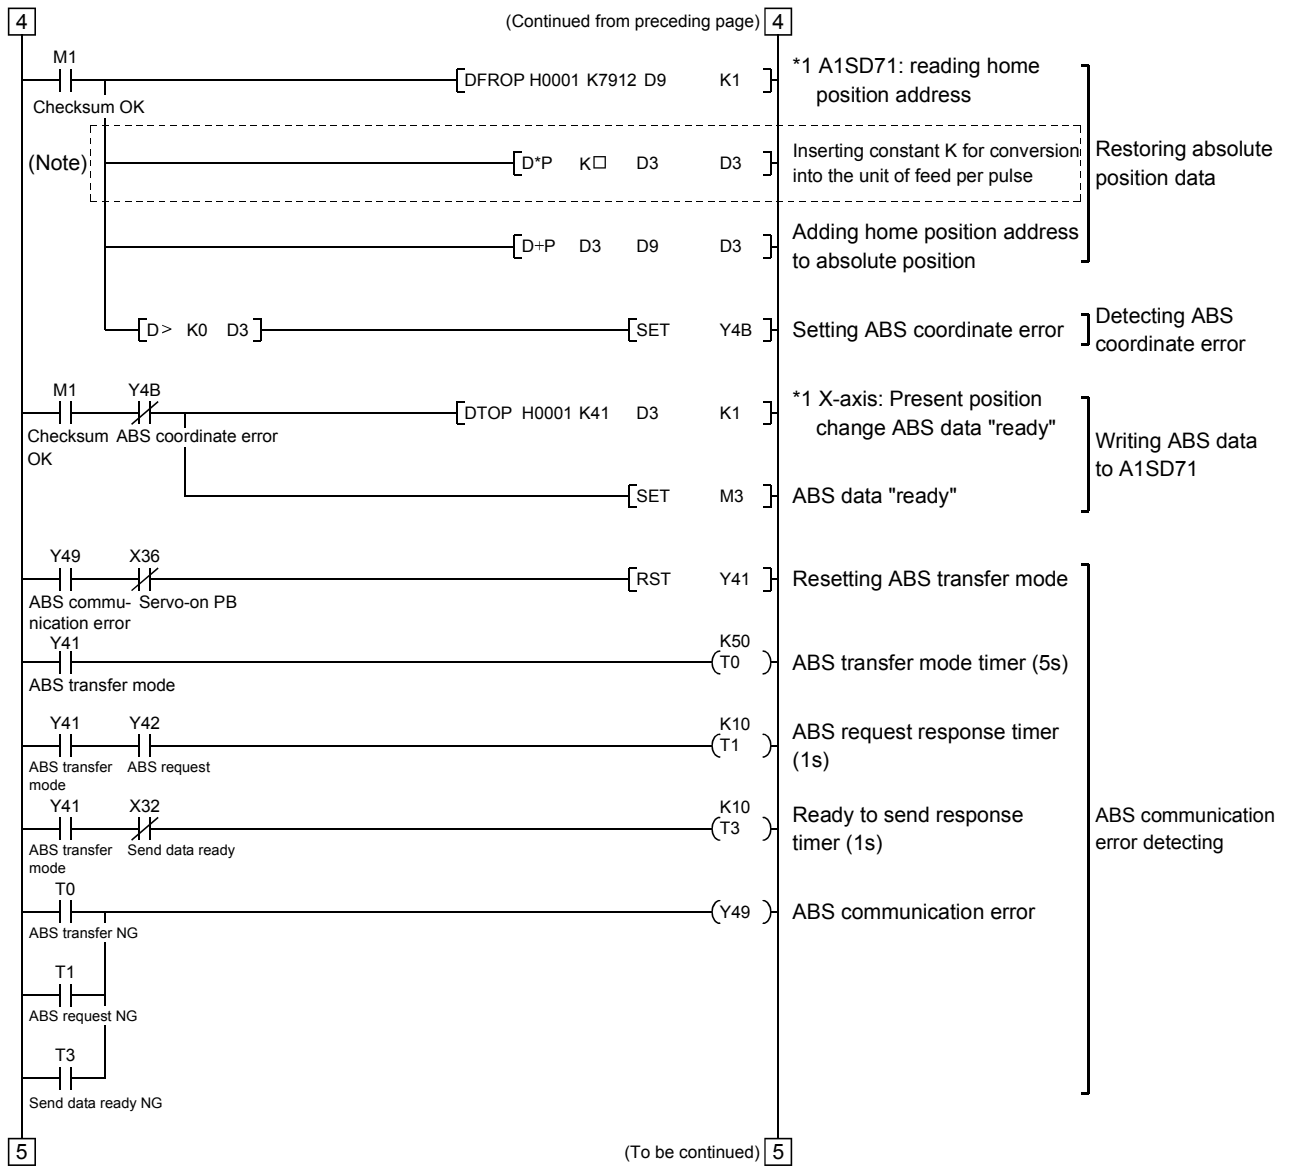 4 (Continued from preceding page) 4
M1
DFROP H0001 K7912 D9 K1
*1 A1SD71: reading home
position address
Checksum OK
(Note)
D*P K□ D3 D3
Inserting constant K for conversion
into the unit of feed per pulse
Restoring absolute
position data
D+P D3 D9 D3
Adding home position address
to absolute position
D> K0 D3
SET Y4B
Setting ABS coordinate error
Detecting ABS
coordinate error
M1 Y4B
DTOP H0001 K41 D3 K1
*1 X-axis: Present position
change ABS data "ready"
Checksum ABS coordinate error
OK
Writing ABS data
to A1SD71
SET M3
ABS data "ready"
Y49 X36
RST Y41
Resetting ABS transfer mode
ABS commu- Servo-on PB
nication error
Y41
K50
T0
ABS transfer mode timer (5s)
ABS transfer mode
Y41 Y42
K10
T1
ABS request response timer
(1s)
ABS transfer ABS request
mode
Y41 X32
K10
T3
Ready to send response
timer (1s)
ABS transfer Send data ready
mode
ABS communication
error detecting
T0
Y49
ABS communication error
ABS transfer NG
T1
ABS request NG
T3
Send data ready NG
5 (To be continued) 5